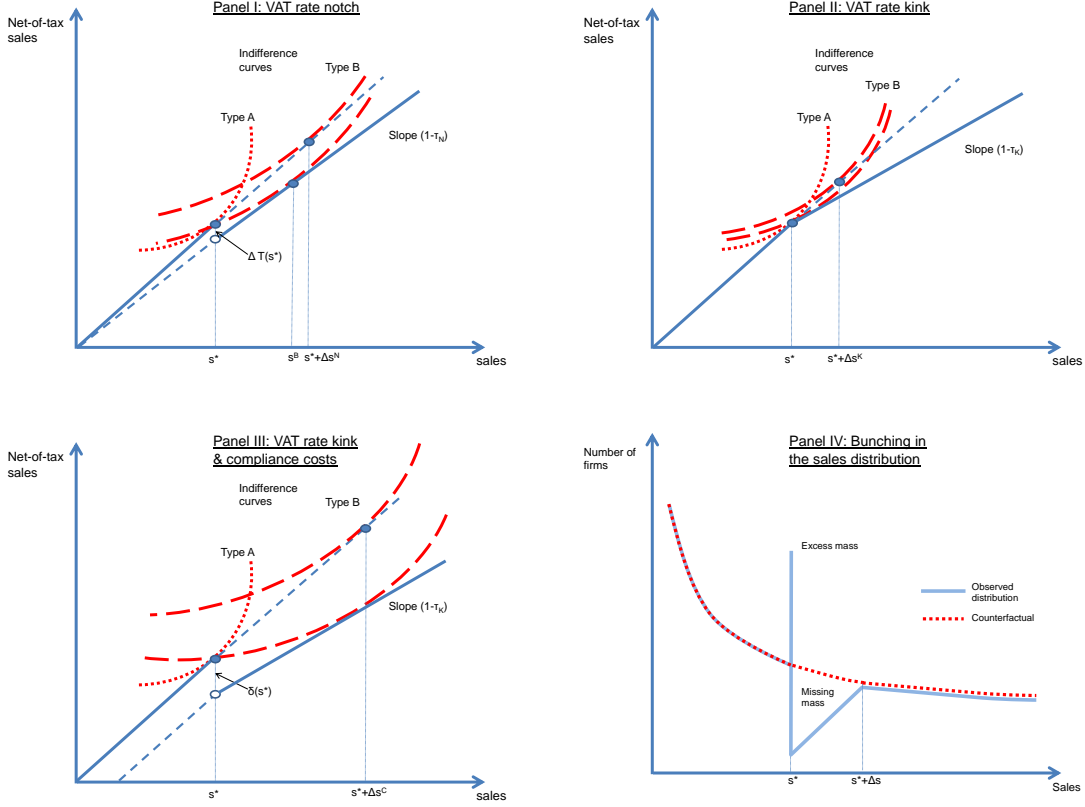 Panel I: VAT rate notch
Net-of-tax
sales
Indifference
curves
Type B
Type A
Slope (1-τN)
Δ T(s*)
s*
sB
s*+ΔsN
sales
Panel II: VAT rate kink
Net-of-tax
sales
Indifference
curves
Type B
Type A
Slope (1-τK)
s*
s*+ΔsK
sales
Panel III: VAT rate kink
& compliance costs
Net-of-tax
sales
Indifference
curves
Type B
Type A
Slope (1-τK)
δ(s*)
s*
s*+ΔsC
sales
Panel IV: Bunching in
the sales distribution
Number of
firms
Excess mass
Observed
distribution
Counterfactual
Missing
mass
s*
s*+Δs
Sales